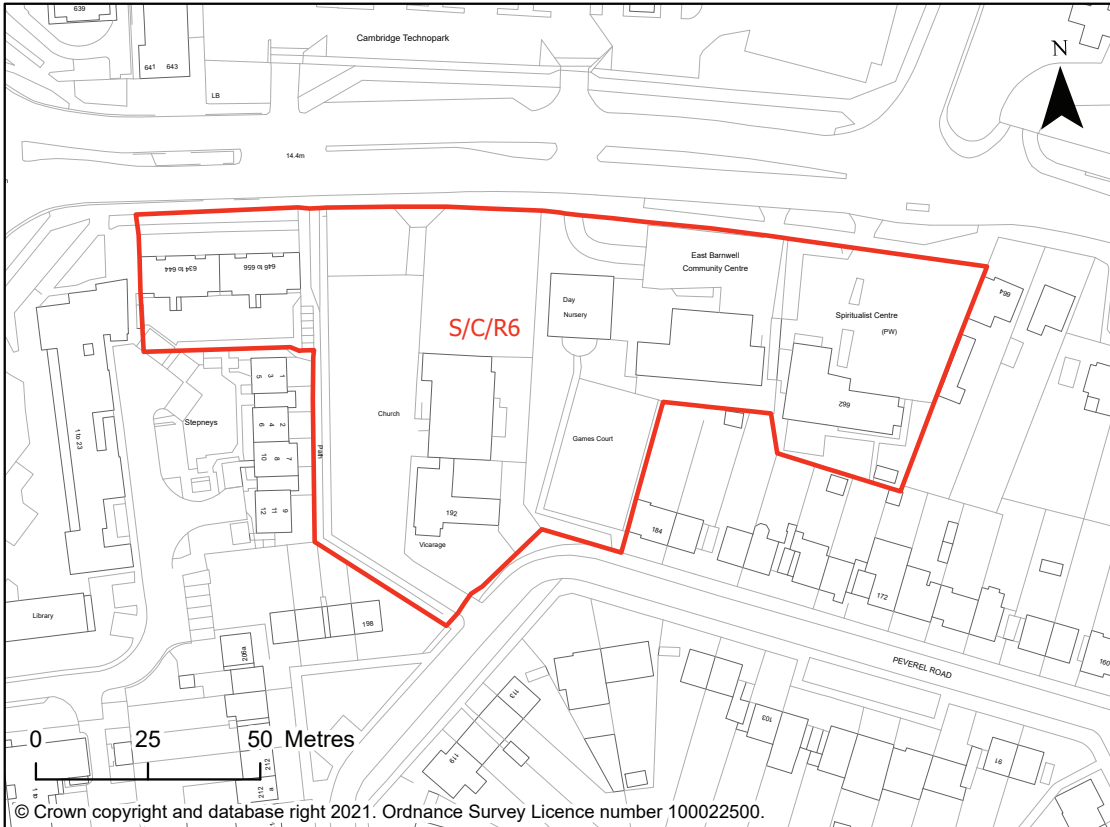 639
641 643
Cambridge Technopark
N
LB
14.4m
634 to 644
646 to 656
East Barnwell
Community Centre
664
Day
Nursery
Spiritualist Centre
(PW)
S/C/R6
1 to 23
5 3 1
Stepneys
6 4 2
Church
662
Path
Games Court
10 8 7
12 11 9
192
184
Vicarage
172
Library
198
206a
PEVEREL ROAD
160
113
103
119
91
0 25 50 Metres
212
212
a
© Crown copyright and database right 2021. Ordnance Survey Licence number 100022500.